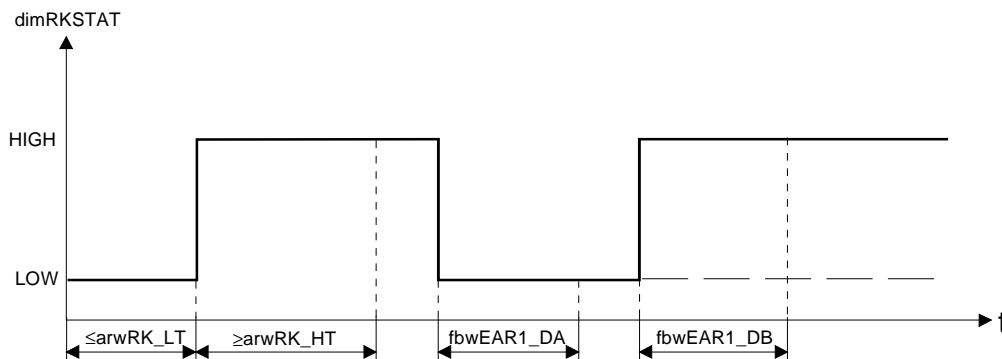 dimRKSTAT
HIGH
LOW
≤arwRK_LT
≥arwRK_HT
fbwEAR1_DA
fbwEAR1_DB
t